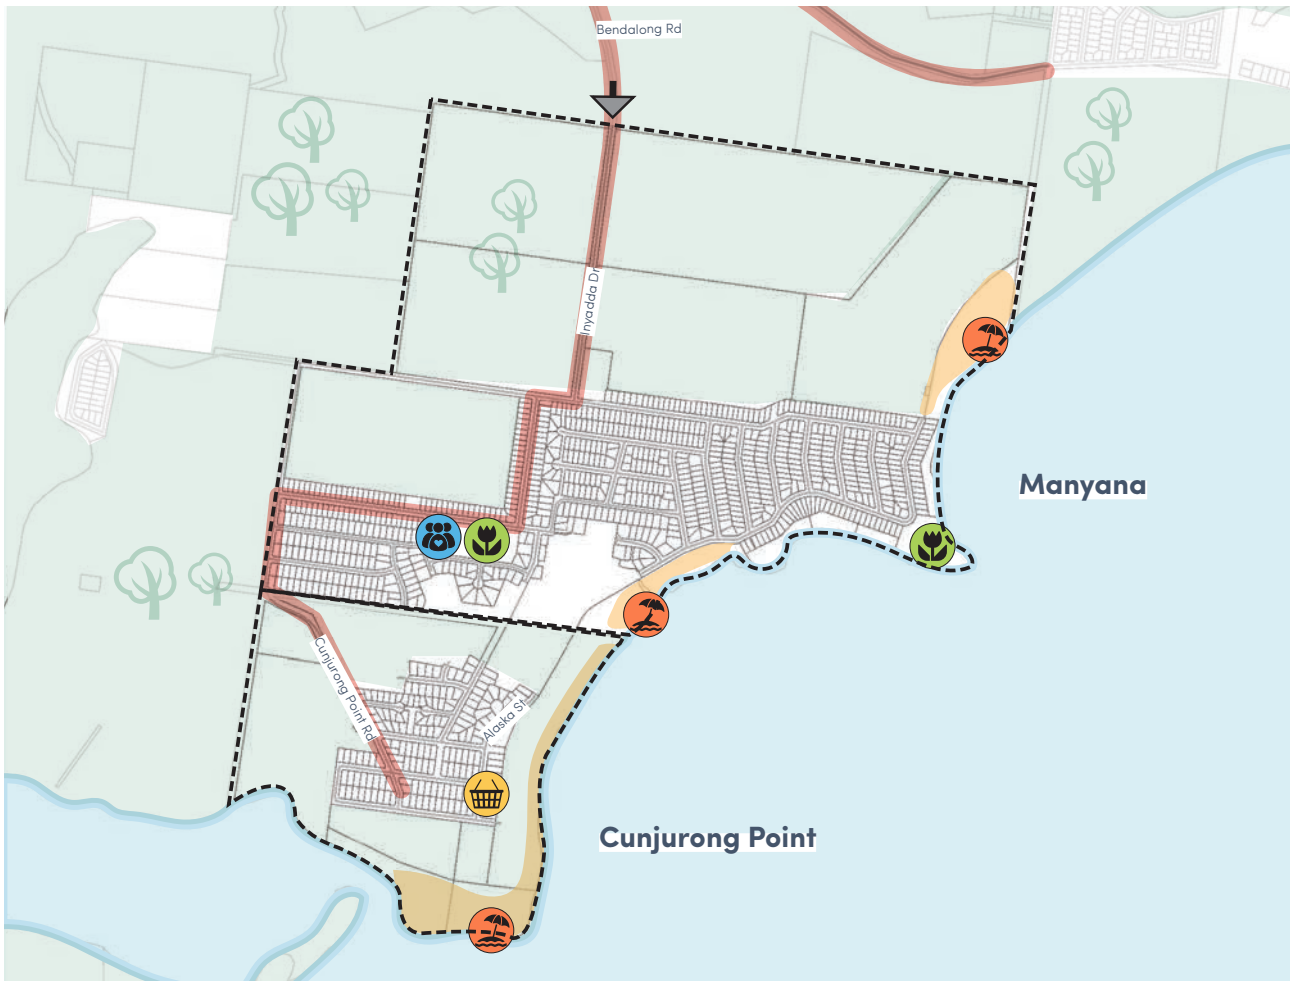 Bendalong Rd
Inyadda Dr
Manyana
Cunjurong Point Rd
Alaska St
Cunjurong Point